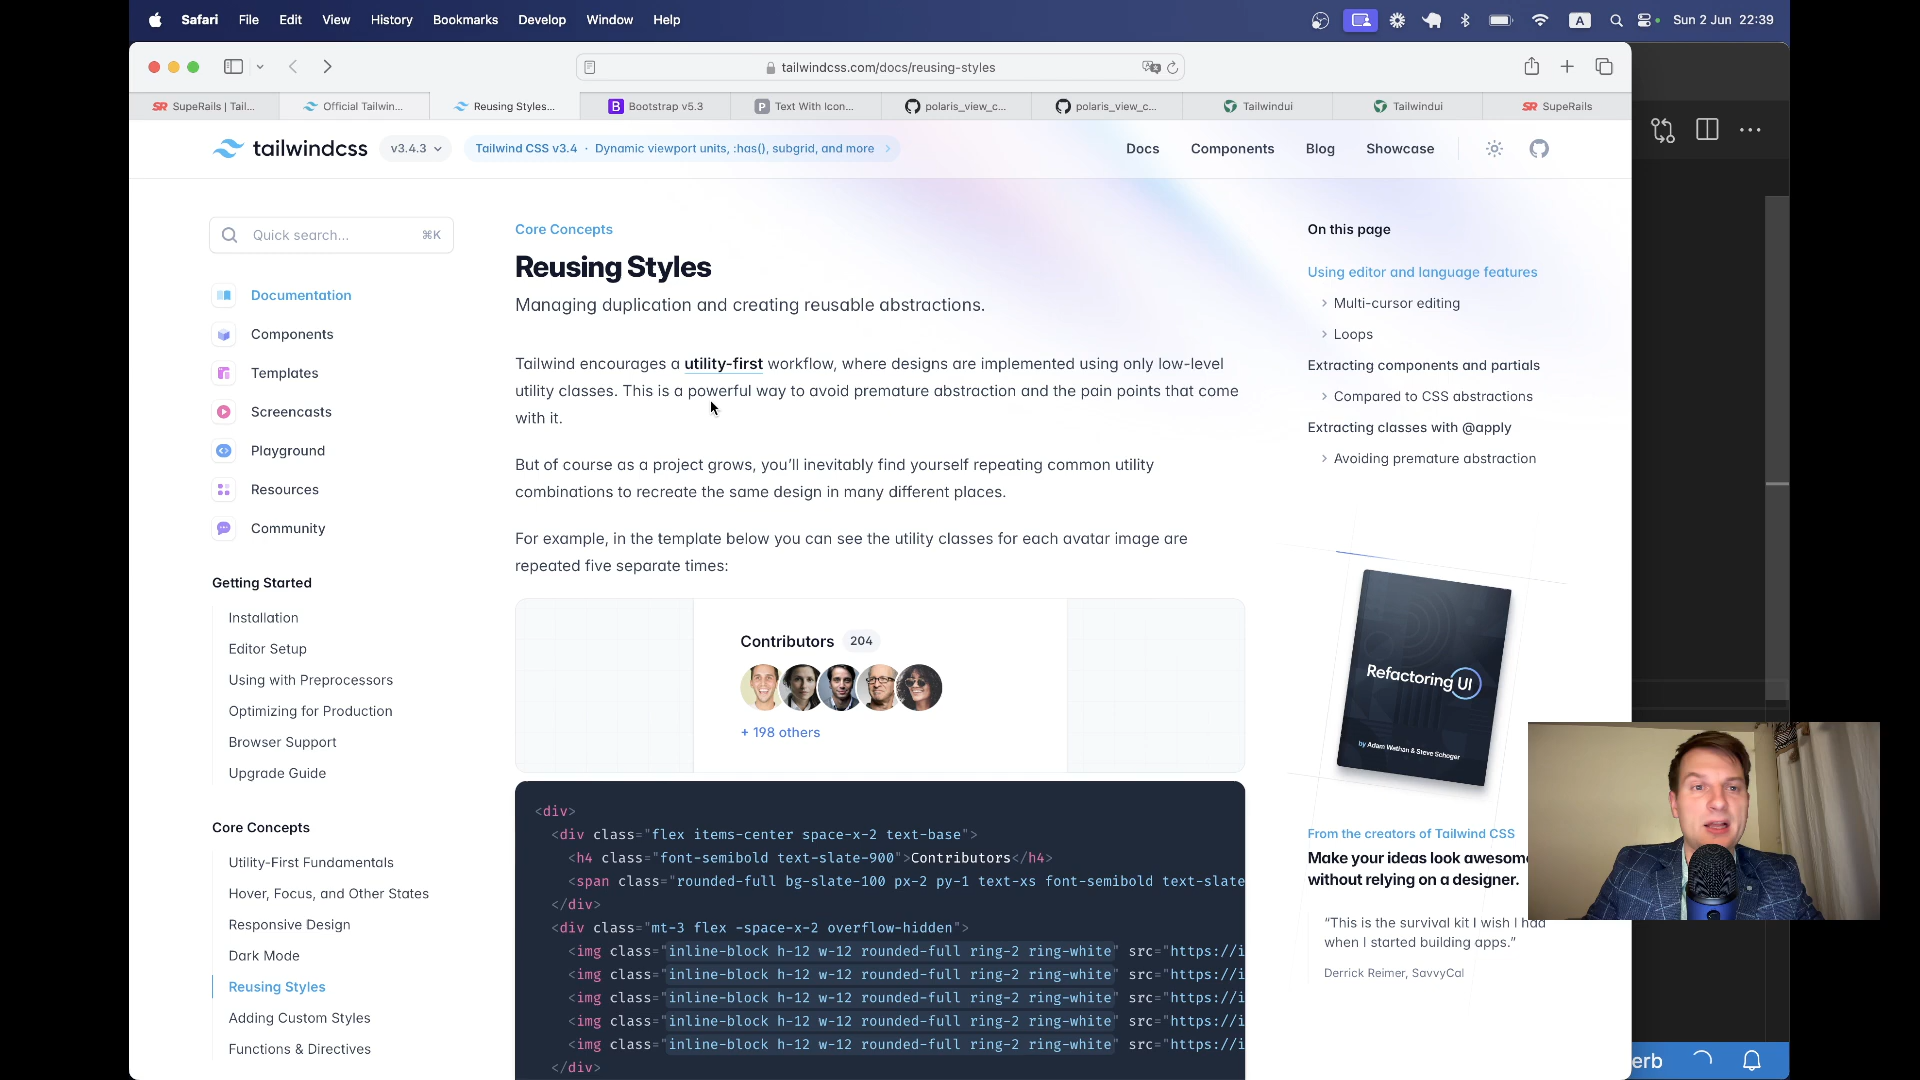 Safari File Edit View History Bookmarks Develop Window Help
A Sun 2 Jun 22:39
tailwindcss.com/docs/reusing-styles
SR SupeRails | Tail...
Official Tailwin...
Reusing Styles...
B Bootstrap v5.3
P Text With Icon...
polaris_view_c...
polaris_view_c...
Tailwindui
Tailwindui
SR SupeRails
tailwindcss v3.4.3
Tailwind CSS v3.4 · Dynamic viewport units, :has(), subgrid, and more
Docs Components Blog Showcase
Quick search... ⌘K
Documentation
Components
Templates
Screencasts
Playground
Resources
Community
Getting Started
Installation
Editor Setup
Using with Preprocessors
Optimizing for Production
Browser Support
Upgrade Guide
Core Concepts
Utility-First Fundamentals
Hover, Focus, and Other States
Responsive Design
Dark Mode
Reusing Styles
Adding Custom Styles
Functions & Directives
Core Concepts
Reusing Styles
Managing duplication and creating reusable abstractions.
Tailwind encourages a utility-first workflow, where designs are implemented using only low-level
utility classes. This is a powerful way to avoid premature abstraction and the pain points that come
with it.
But of course as a project grows, you’ll inevitably find yourself repeating common utility
combinations to recreate the same design in many different places.
For example, in the template below you can see the utility classes for each avatar image are
repeated five separate times:
Contributors 204
+ 198 others
<div>
<div class="flex items-center space-x-2 text-base">
<h4 class="font-semibold text-slate-900">Contributors</h4>
<span class="rounded-full bg-slate-100 px-2 py-1 text-xs font-semibold text-slate
</div>
<div class="mt-3 flex -space-x-2 overflow-hidden">
<img class="inline-block h-12 w-12 rounded-full ring-2 ring-white" src="https://i
<img class="inline-block h-12 w-12 rounded-full ring-2 ring-white" src="https://i
<img class="inline-block h-12 w-12 rounded-full ring-2 ring-white" src="https://i
<img class="inline-block h-12 w-12 rounded-full ring-2 ring-white" src="https://i
<img class="inline-block h-12 w-12 rounded-full ring-2 ring-white" src="https://i
</div>
On this page
Using editor and language features
Multi-cursor editing
Loops
Extracting components and partials
Compared to CSS abstractions
Extracting classes with @apply
Avoiding premature abstraction
Refactoring UI
by Adam Wathan & Steve Schoger
From the creators of Tailwind CSS
Make your ideas look awesome
without relying on a designer.
“This is the survival kit I wish I had
when I started building apps.”
Derrick Reimer, SavvyCal
erb